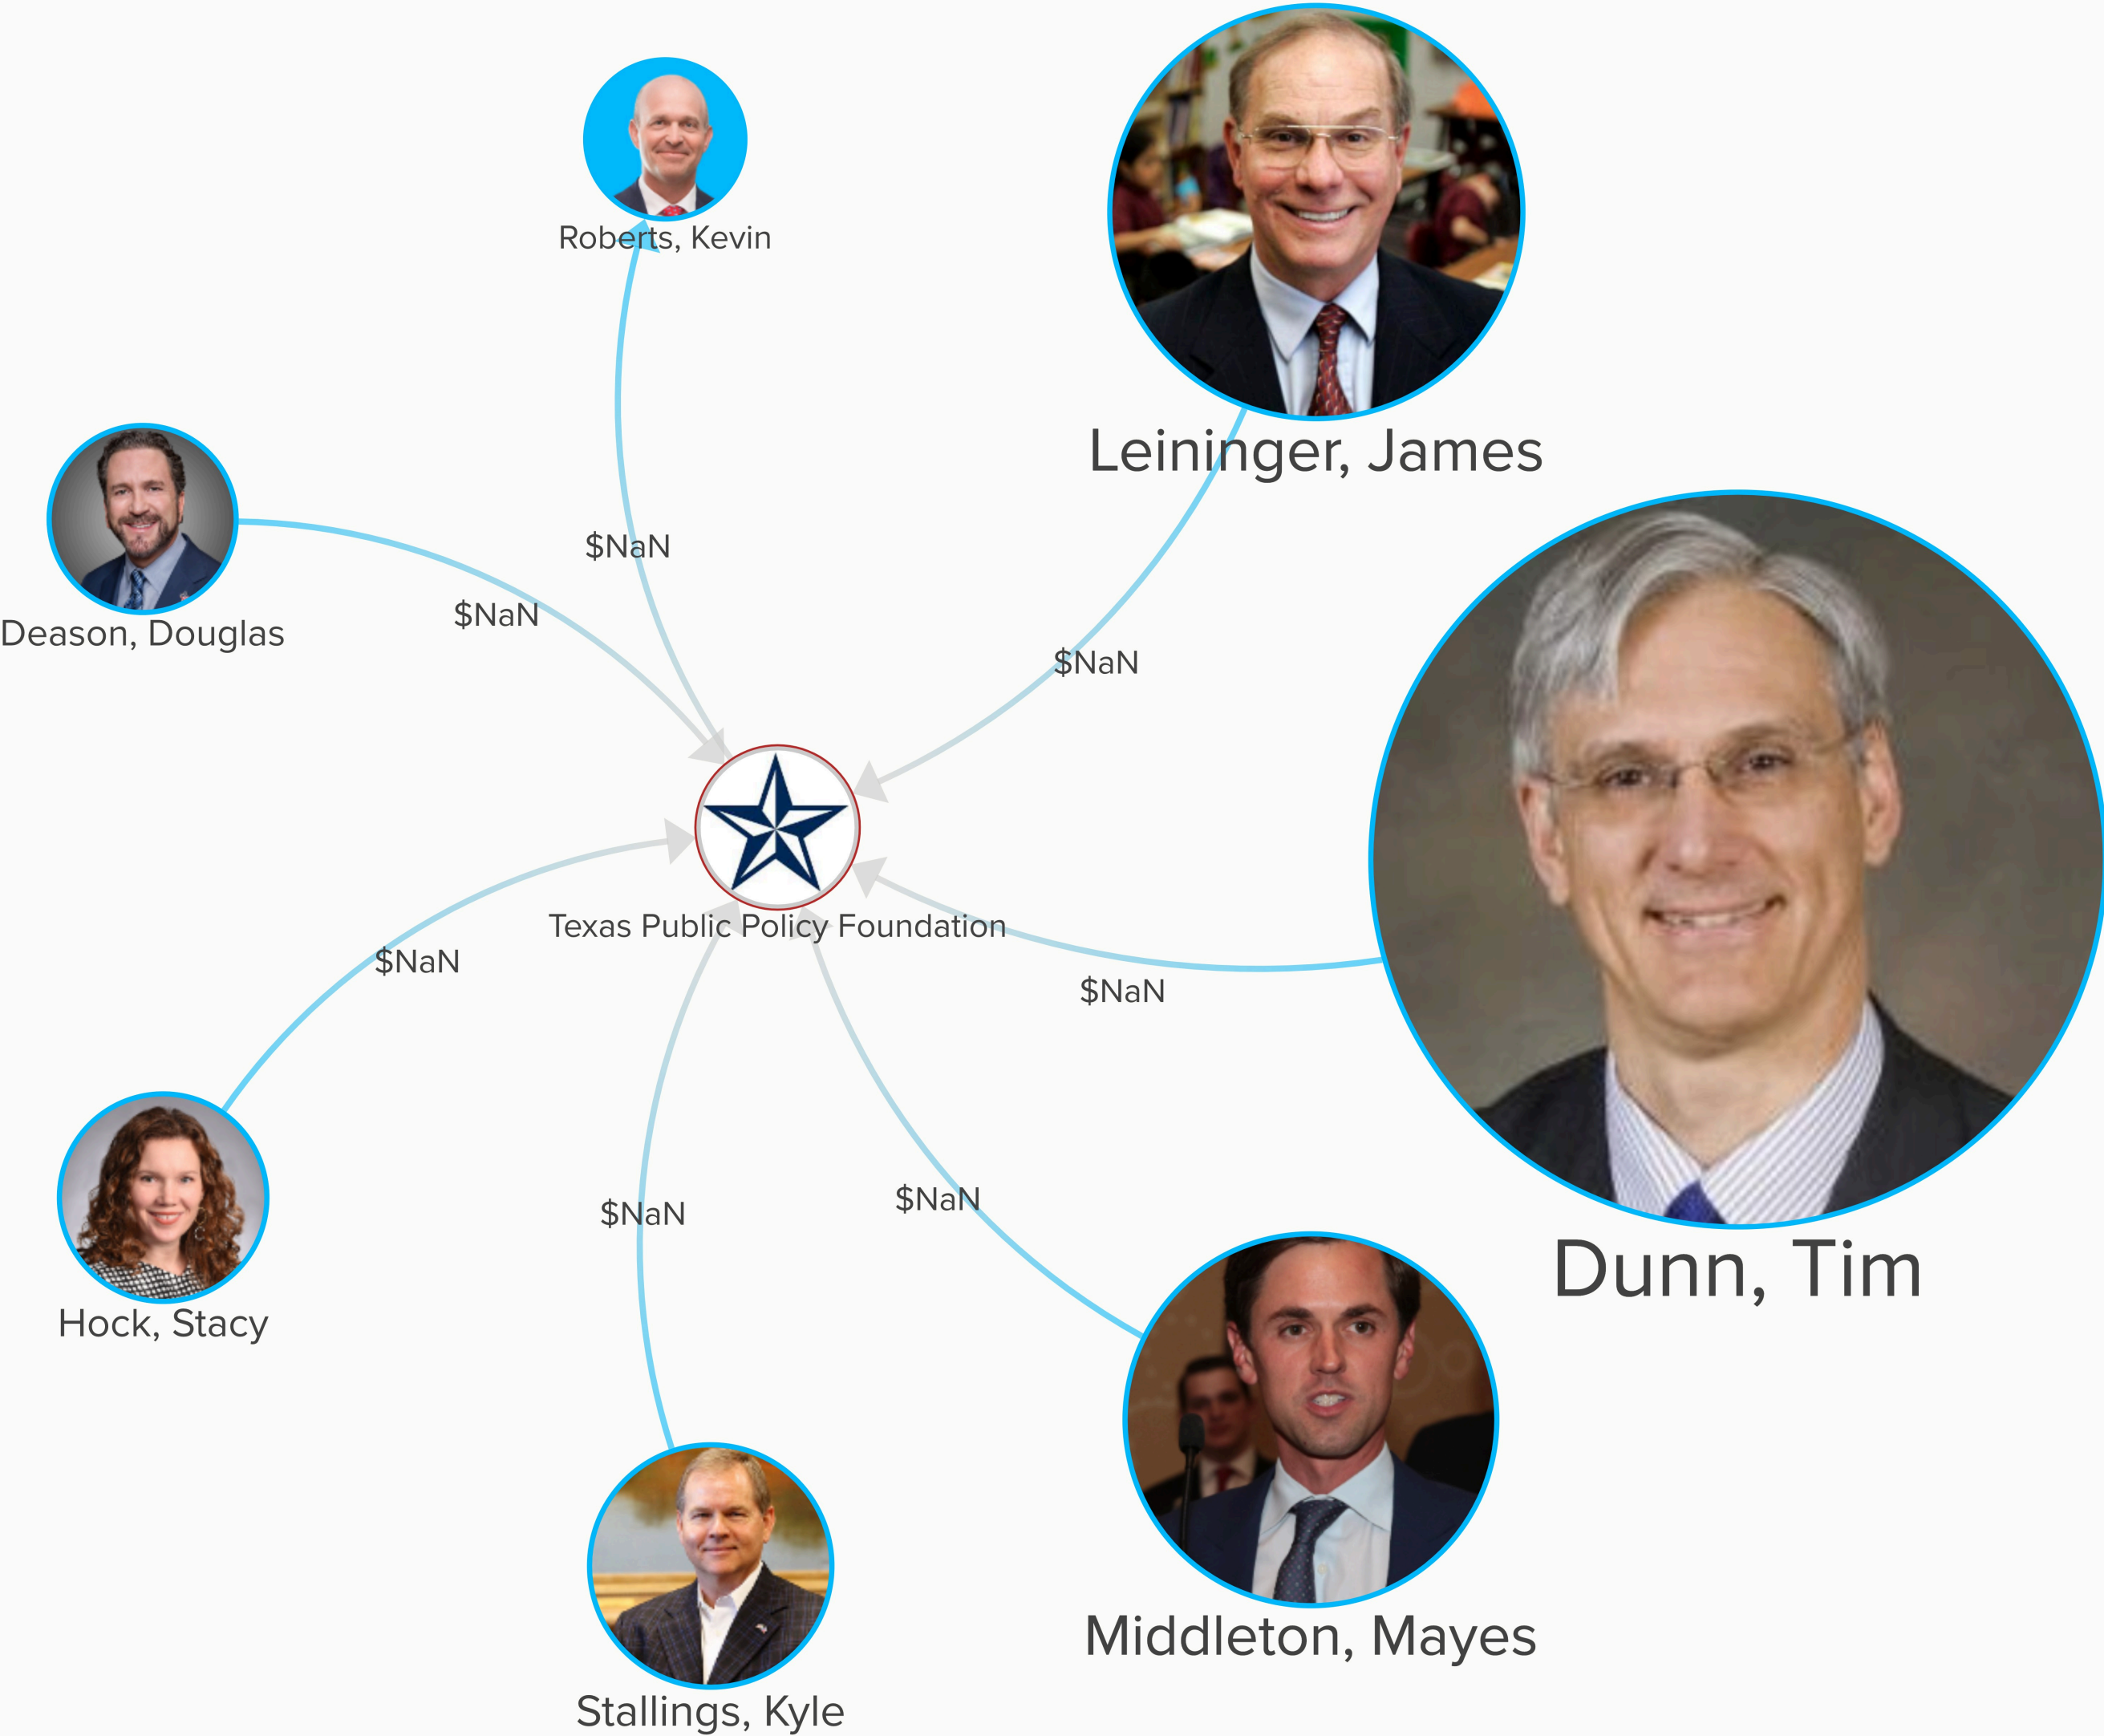 Roberts, Kevin
Leininger, James
$NaN
Deason, Douglas
$NaN
$NaN
Texas Public Policy Foundation
$NaN
$NaN
Dunn, Tim
$NaN
$NaN
Hock, Stacy
Middleton, Mayes
Stallings, Kyle